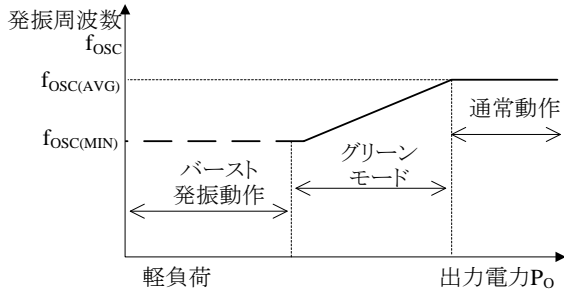 発振周波数
fOSC
fOSC(AVG)
通常動作
fOSC(MIN)
グリーン
モード
バースト
発振動作
軽負荷
出力電力PO